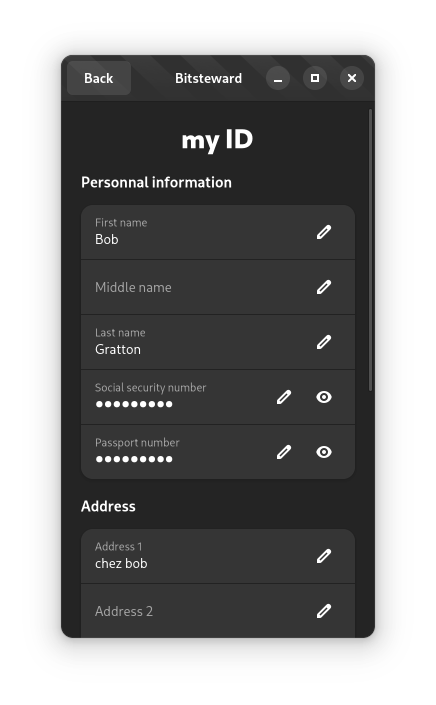 Back
Bitsteward
my ID
Personnal information
First name
Bob
Middle name
Last name
Gratton
Social security number
●●●●●●●●●
Passport number
●●●●●●●●●
Address
Address 1
chez bob
Address 2